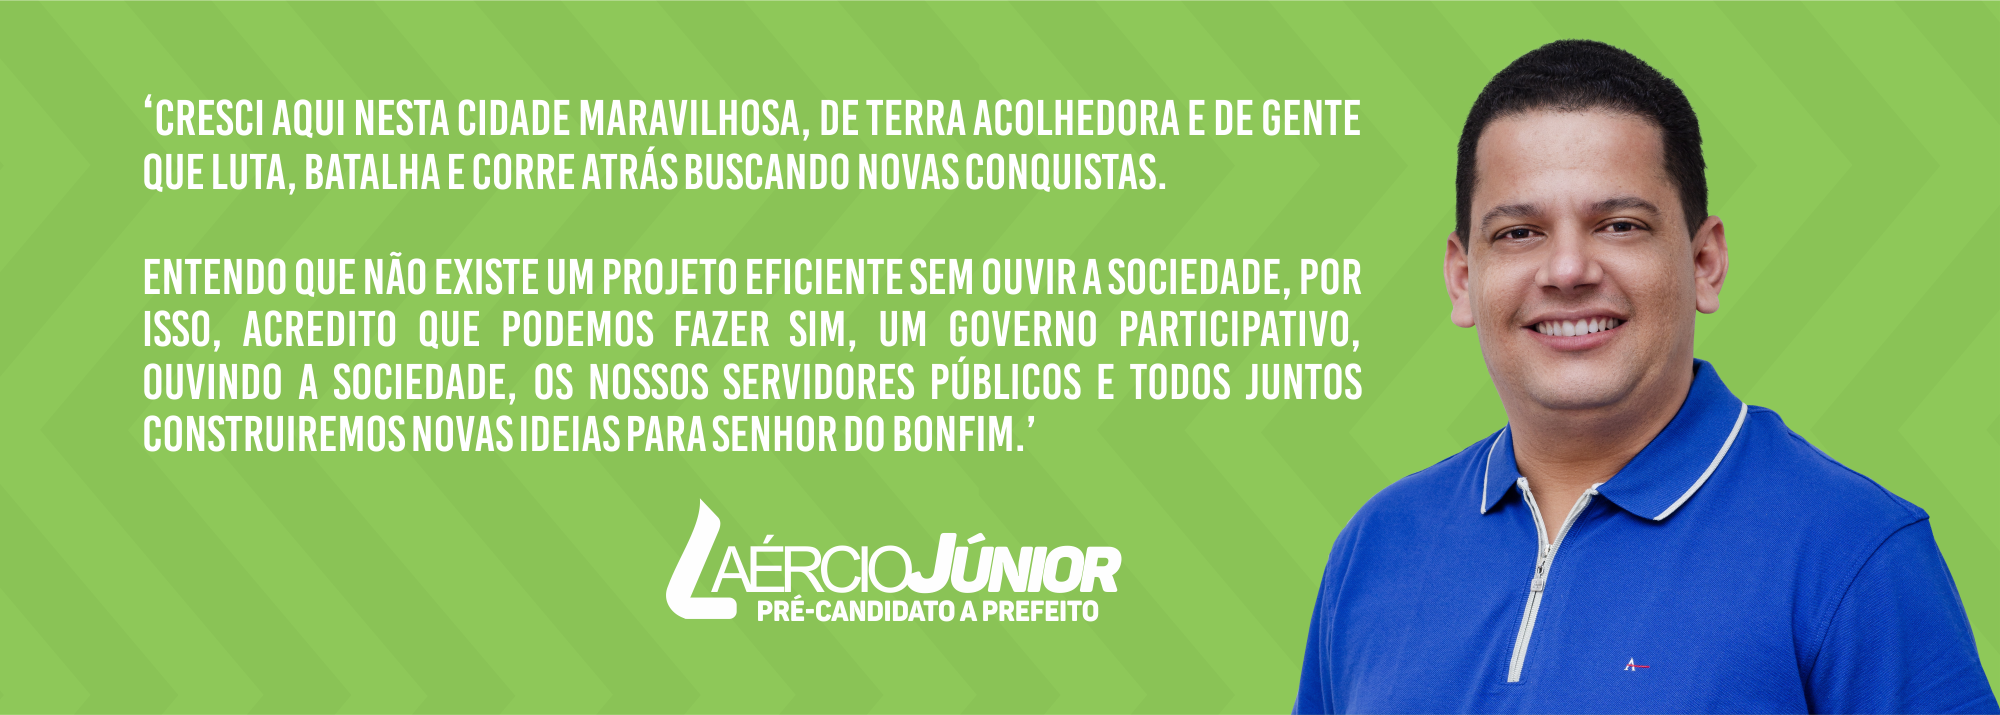 ‘CRESCI AQUI NESTA CIDADE MARAVILHOSA, DE TERRA ACOLHEDORA E DE GENTE
QUE LUTA, BATALHA E CORRE ATRÁS BUSCANDO NOVAS CONQUISTAS.
ENTENDO QUE NÃO EXISTE UM PROJETO EFICIENTE SEM OUVIR A SOCIEDADE, POR
ISSO, ACREDITO QUE PODEMOS FAZER SIM, UM GOVERNO PARTICIPATIVO,
OUVINDO A SOCIEDADE, OS NOSSOS SERVIDORES PÚBLICOS E TODOS JUNTOS
CONSTRUIREMOS NOVAS IDEIAS PARA SENHOR DO BONFIM.’
LAÉRCIO JÚNIOR
PRÉ-CANDIDATO A PREFEITO